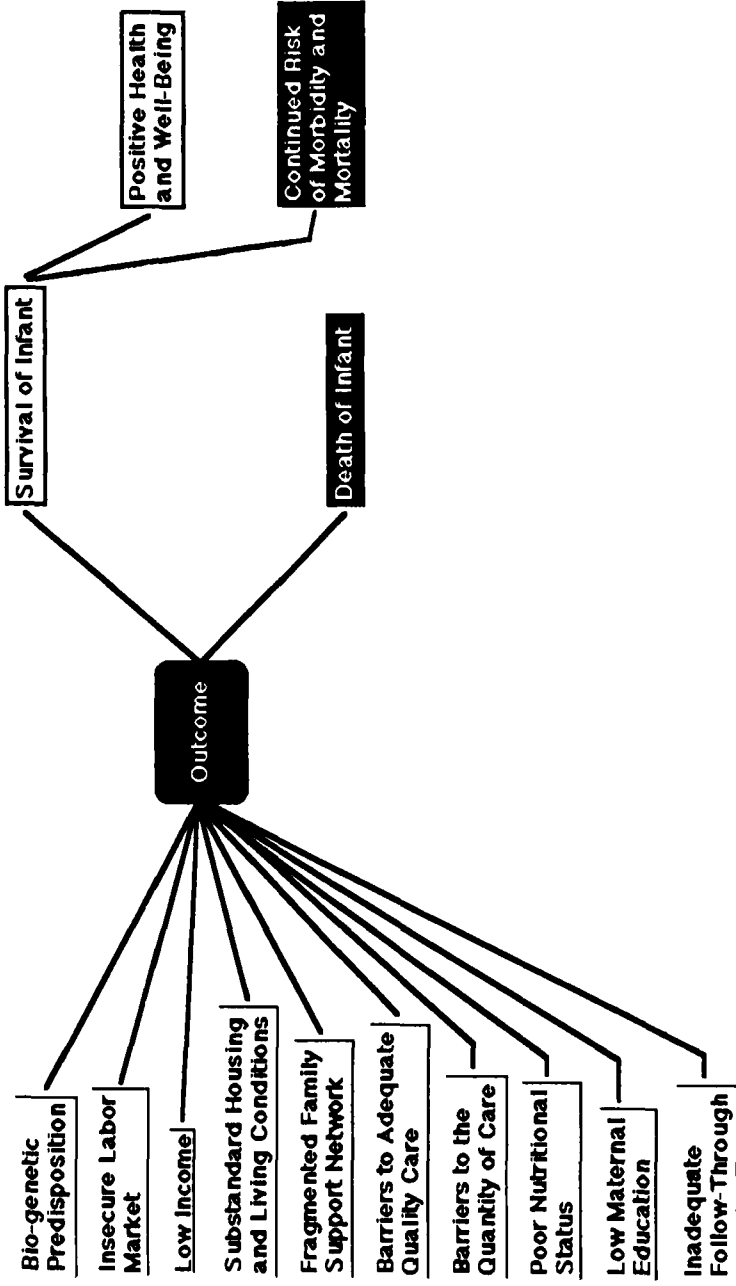 Bio-genetic
Predisposition
Insecure Labor
Market
Low Income
Substandard Housing
and Living Conditions
Fragmented Family
Support Network
Barriers to Adequate
Quality Care
Barriers to the
Quantity of Care
Poor Nutritional
Status
Low Maternal
Education
Inadequate
Follow-Through
Outcome
Survival of Infant
Death of Infant
Positive Health
and Well-Being
Continued Risk
of Morbidity and
Mortality